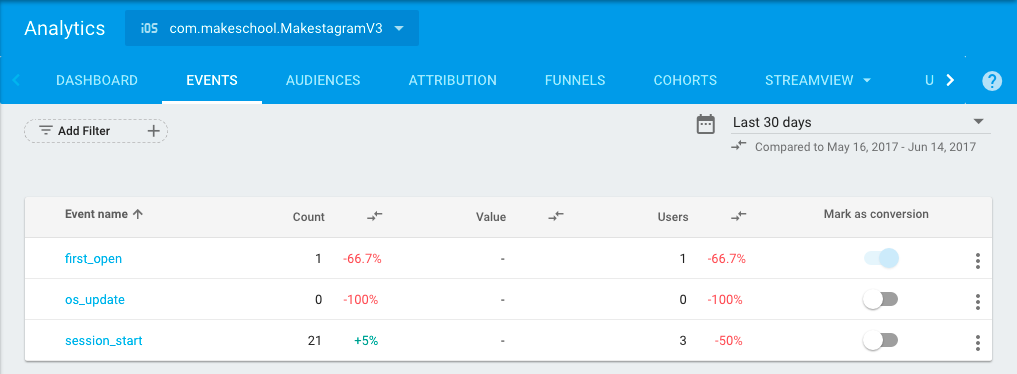 Analytics iOS com.makeschool.MakestagramV3
DASHBOARD EVENTS AUDIENCES ATTRIBUTION FUNNELS COHORTS STREAMVIEW U ?
Add Filter + Last 30 days
Compared to May 16, 2017 - Jun 14, 2017
Event name Count Value Users Mark as conversion
first_open 1 -66.7% - 1 -66.7%
os_update 0 -100% - 0 -100%
session_start 21 +5% - 3 -50%